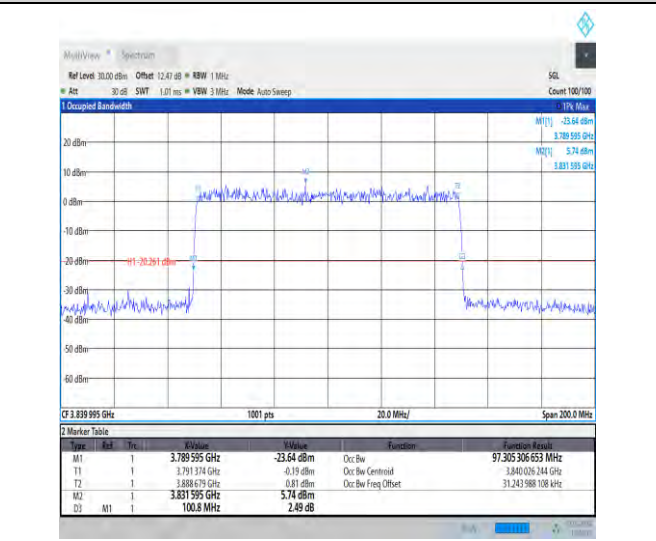 MultiView Spectrum
Ref Level 30.00 dBm Offset 12.47 dB RBW 1 MHz SGL
Att 30 dB SWT 1.01 ms VBW 3 MHz Mode Auto Sweep Count 100/100
1 Occupied Bandwidth 1Pk Max
M1[1] -23.64 dBm
3.789 595 GHz
20 dBm
M2[1] 5.74 dBm
3.831 595 GHz
10 dBm
M2
T1
0 dBm
-10 dBm
-20 dBm
H1 -20.261 dBm
-30 dBm
-40 dBm
-50 dBm
-60 dBm
CF 3.839 995 GHz 1001 pts 20.0 MHz/ Span 200.0 MHz
2 Marker Table
Type Ref Trc X-Value Y-Value Function Function Result
M1 1 3.789 595 GHz -23.64 dBm Occ Bw 97.305 306 653 MHz
T1 1 3.791 374 GHz -0.19 dBm Occ Bw Centroid 3.840 026 244 GHz
T2 1 3.888 679 GHz 0.81 dBm Occ Bw Freq Offset 31.243 988 108 kHz
M2 1 3.831 595 GHz 5.74 dBm
D3 M1 1 100.8 MHz 2.49 dB